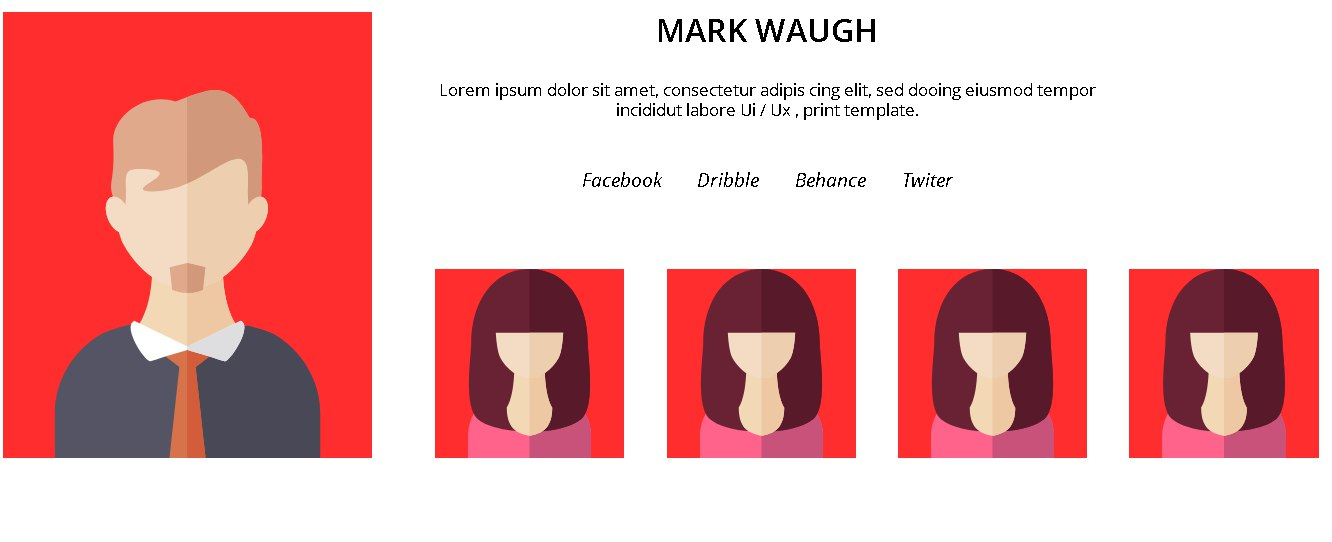 MARK WAUGH
Lorem ipsum dolor sit amet, consectetur adipis cing elit, sed dooing eiusmod tempor
incididut labore Ui / Ux , print template.
Facebook Dribble Behance Twiter